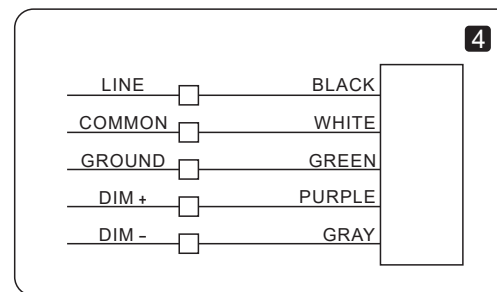 4
LINE BLACK
COMMON WHITE
GROUND GREEN
DIM + PURPLE
DIM - GRAY